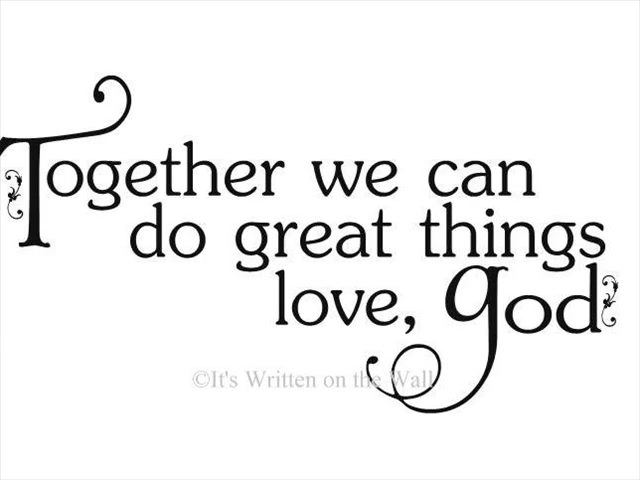 Together we can
do great things
love, god
©It's Written on the Wall